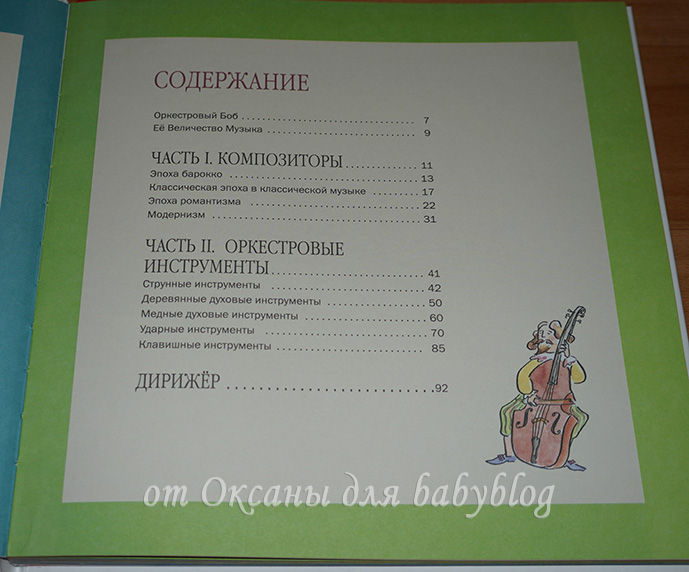 СОДЕРЖАНИЕ
Оркестровый Боб ........................ 7
Её Величество Музыка ........................ 9
ЧАСТЬ I. КОМПОЗИТОРЫ ............ 11
Эпоха барокко ........................ 13
Классическая эпоха в классической музыке ........ 17
Эпоха романтизма ........................ 22
Модернизм ........................ 31
ЧАСТЬ II. ОРКЕСТРОВЫЕ
ИНСТРУМЕНТЫ ........................ 41
Струнные инструменты ........................ 42
Деревянные духовые инструменты ................ 50
Медные духовые инструменты ................ 60
Ударные инструменты ........................ 70
Клавишные инструменты ........................ 85
ДИРИЖЁР ........................ 92
от Оксаны для babyblog